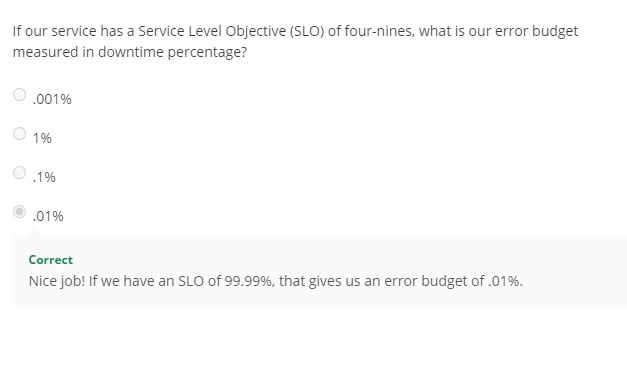 If our service has a Service Level Objective (SLO) of four-nines, what is our error budget
measured in downtime percentage?
.001%
1%
.1%
.01%
Correct
Nice job! If we have an SLO of 99.99%, that gives us an error budget of .01%.